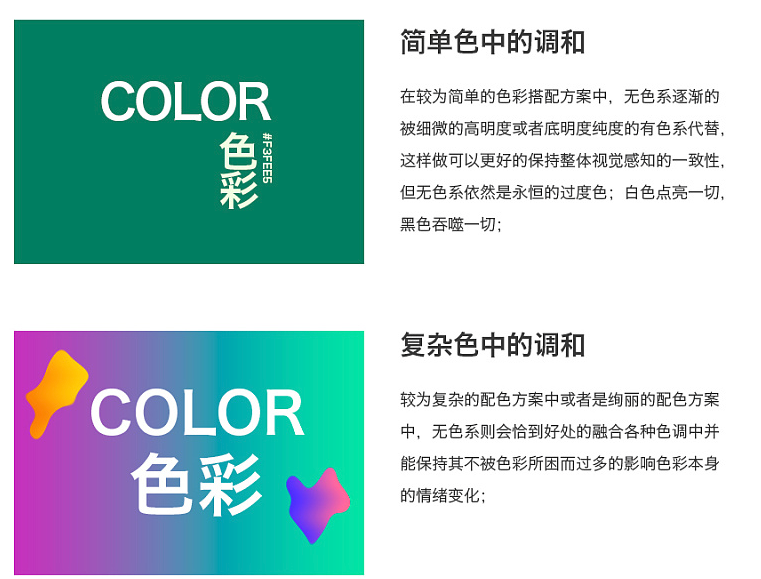 COLOR
色彩
#F3FEE5
简单色中的调和
在较为简单的色彩搭配方案中，无色系逐渐的
被细微的高明度或者底明度纯度的有色系代替，
这样做可以更好的保持整体视觉感知的一致性，
但无色系依然是永恒的过度色；白色点亮一切，
黑色吞噬一切；
COLOR
色彩
复杂色中的调和
较为复杂的配色方案中或者是绚丽的配色方案
中，无色系则会恰到好处的融合各种色调中并
能保持其不被色彩所困而过多的影响色彩本身
的情绪变化；